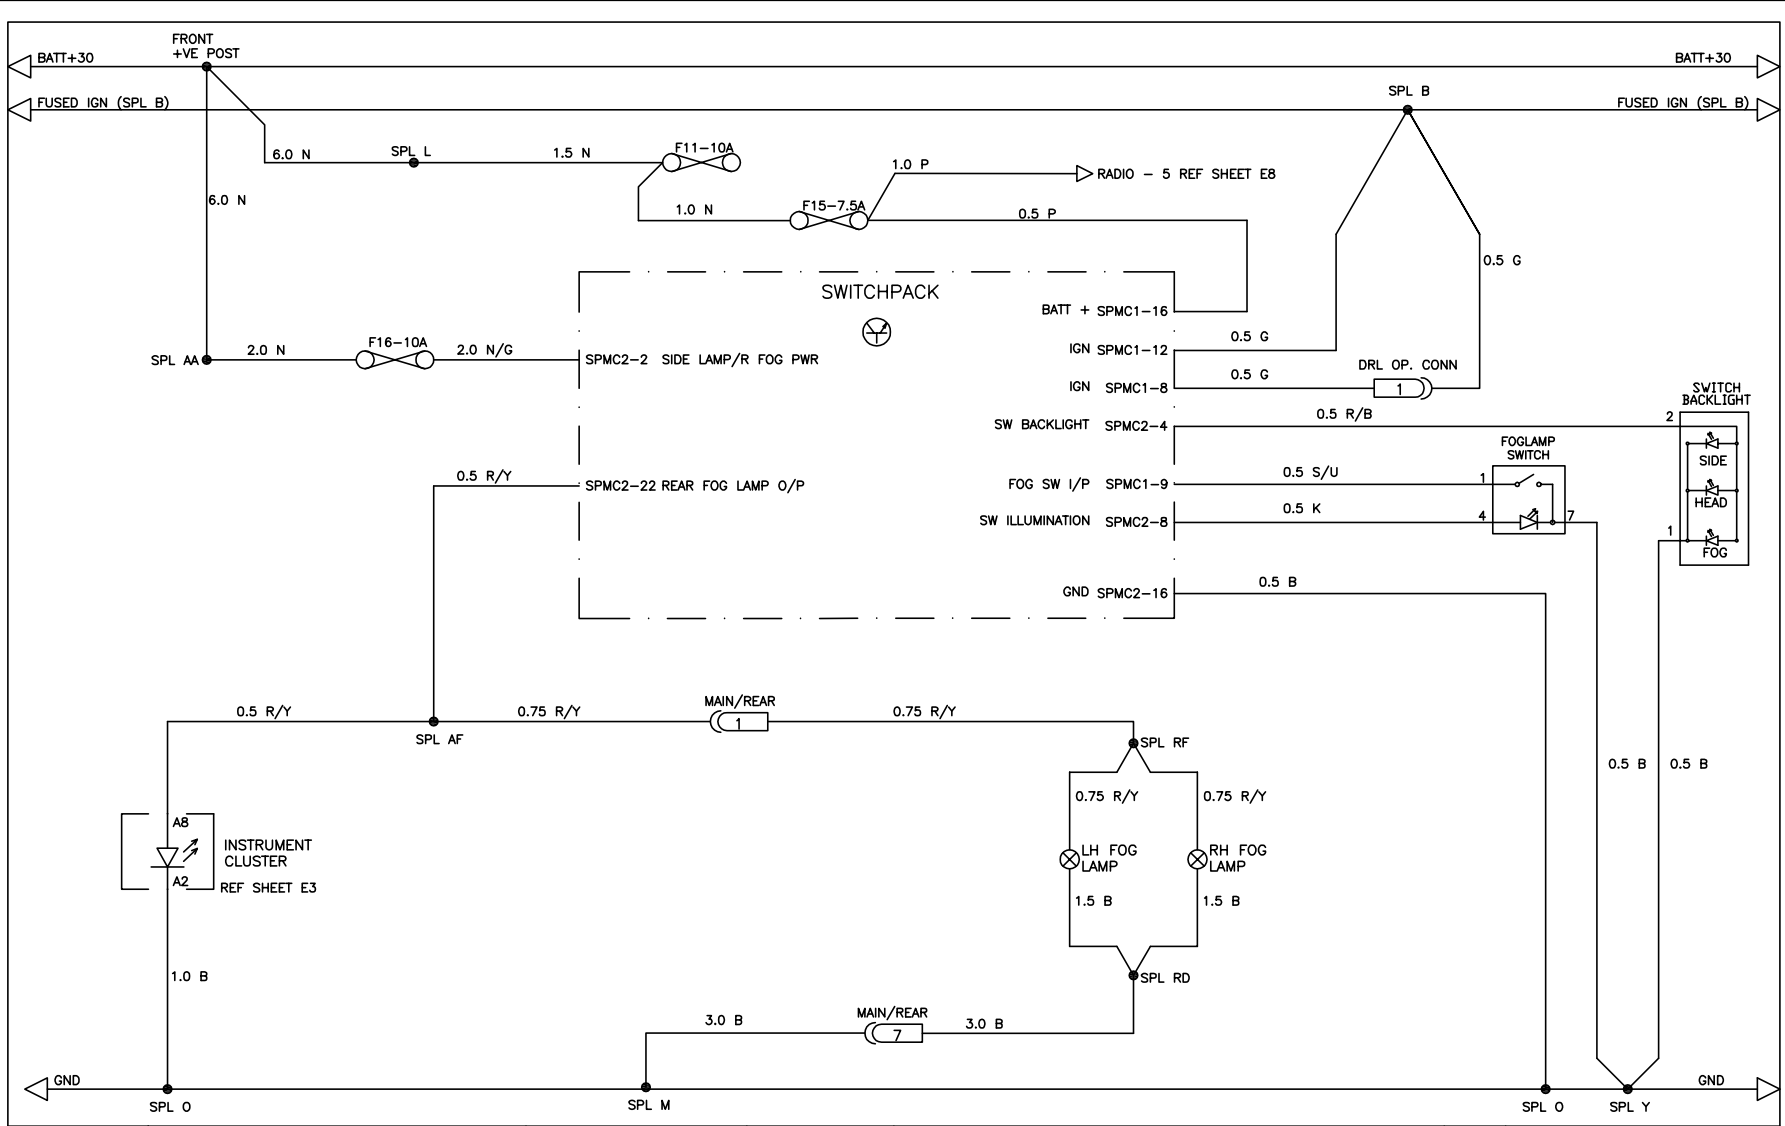 FRONT
+VE POST
BATT+30
BATT+30
FUSED IGN (SPL B)
SPL B
FUSED IGN (SPL B)
6.0 N
SPL L
1.5 N
F11-10A
1.0 P
RADIO - 5 REF SHEET E8
6.0 N
1.0 N
F15-7.5A
0.5 P
0.5 G
SWITCHPACK
BATT + SPMC1-16
SPL AA
2.0 N
F16-10A
2.0 N/G
SPMC2-2 SIDE LAMP/R FOG PWR
IGN SPMC1-12
0.5 G
IGN SPMC1-8
0.5 G
DRL OP. CONN
1
SWITCH
BACKLIGHT
SW BACKLIGHT SPMC2-4
0.5 R/B
2
SIDE
HEAD
1
FOG
FOGLAMP
SWITCH
0.5 R/Y
SPMC2-22 REAR FOG LAMP O/P
FOG SW I/P SPMC1-9
0.5 S/U
1
SW ILLUMINATION SPMC2-8
0.5 K
4
7
GND SPMC2-16
0.5 B
0.5 R/Y
SPL AF
0.75 R/Y
MAIN/REAR
1
0.75 R/Y
SPL RF
0.5 B
0.5 B
0.75 R/Y
0.75 R/Y
A8
INSTRUMENT
CLUSTER
A2
REF SHEET E3
LH FOG
LAMP
RH FOG
LAMP
1.5 B
1.5 B
1.0 B
SPL RD
3.0 B
MAIN/REAR
7
3.0 B
GND
GND
SPL O
SPL M
SPL O
SPL Y